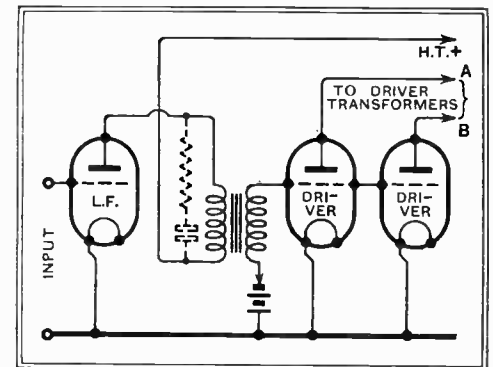 H.T.+
A
TO DRIVER
TRANSFORMERS
B
L.F.
DRI-
VER
DRI-
VER
INPUT